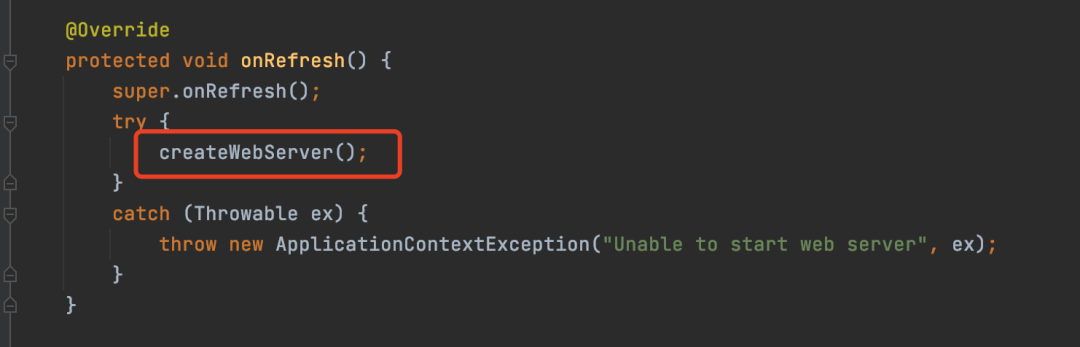 @Override
protected void onRefresh() {
super.onRefresh();
try {
createWebServer();
}
catch (Throwable ex) {
throw new ApplicationContextException("Unable to start web server", ex);
}
}